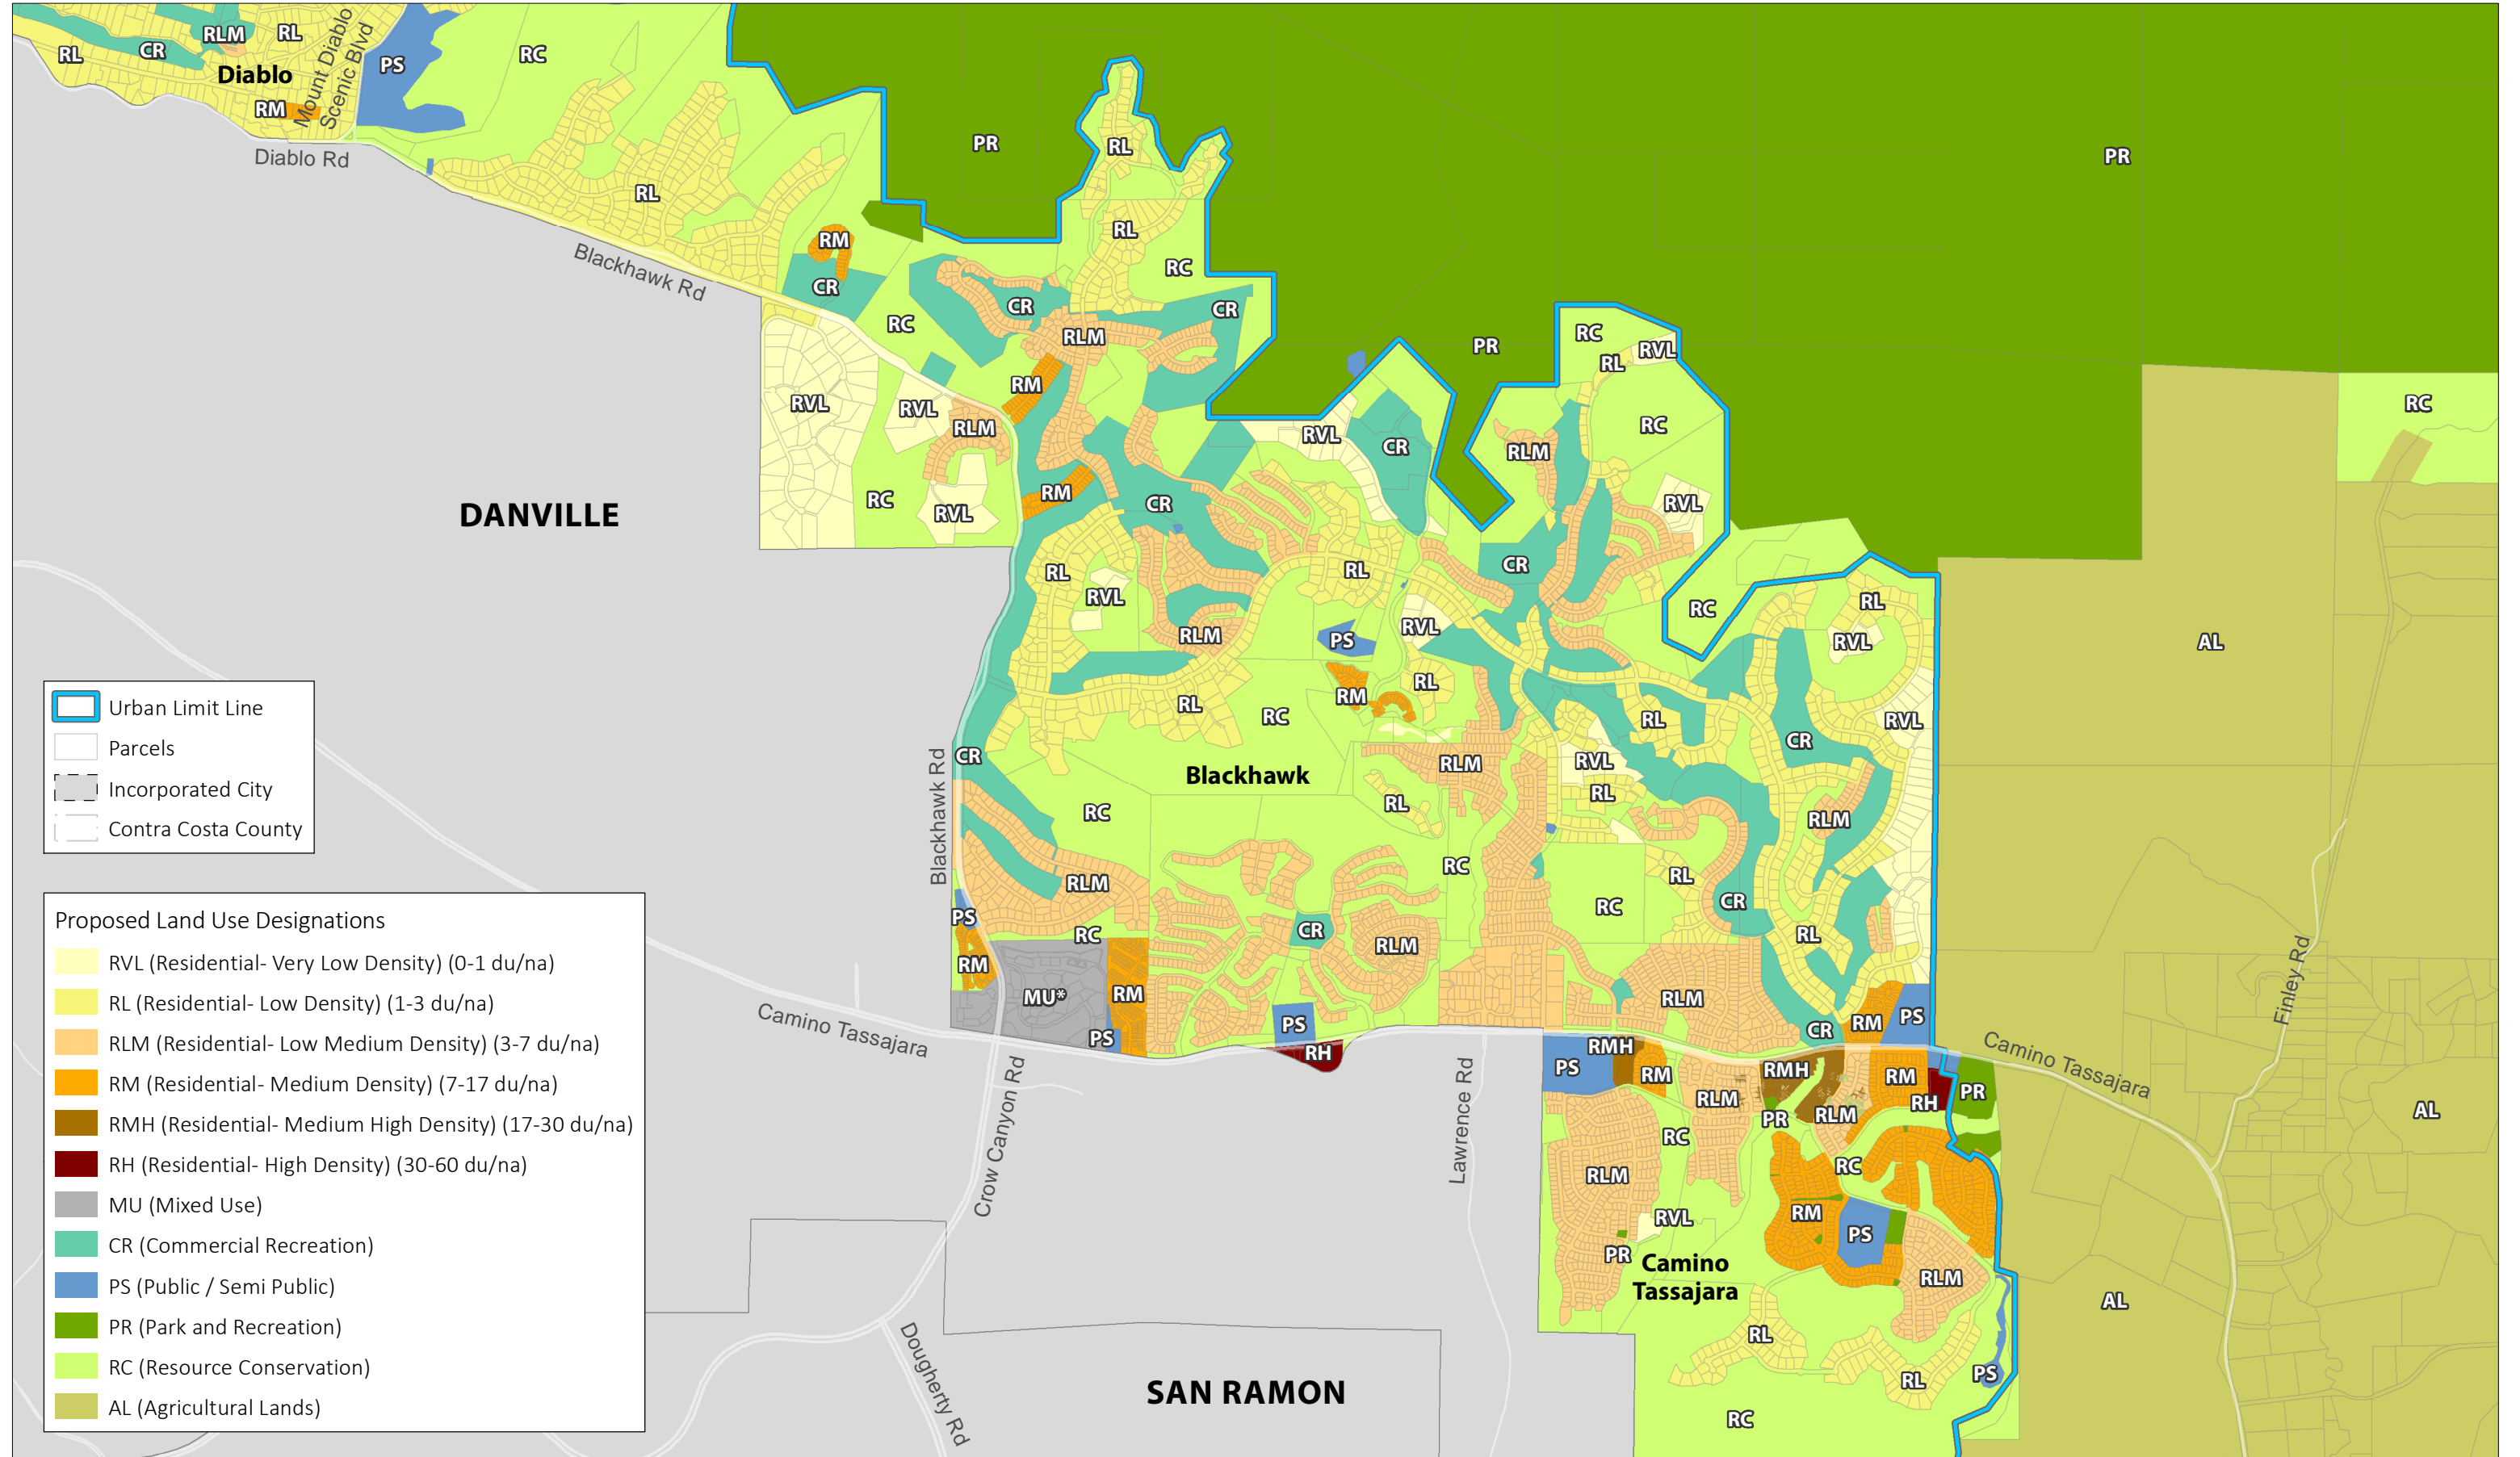 RL
CR
RLM
RL
Diablo
RM
Mount Diablo
Scenic Blvd
PS
RC
Diablo Rd
RL
Blackhawk Rd
PR
RL
RL
RC
PR
RM
CR
RC
CR
CR
RLM
RM
PR
RC
RVL
RL
RVL
RVL
RLM
RC
RVL
RM
CR
RVL
CR
RLM
RC
RVL
RC
DANVILLE
RL
RVL
RLM
RL
CR
PS
RVL
RC
RL
RVL
AL
RM
RL
RL
RC
RL
RVL
CR
CR
Blackhawk
RLM
RVL
RL
RL
RC
RLM
Blackhawk Rd
RLM
RC
RL
RC
CR
PS
RC
RM
CR
RLM
RL
MU*
RM
PS
PS
RH
RLM
CR
RM
PS
Camino Tassajara
Finley Rd
Camino Tassajara
PS
RMH
RM
RLM
RMH
PR
RLM
RM
RH
PR
AL
Crow Canyon Rd
Lawrence Rd
RC
RLM
RC
RVL
RM
PS
PR
Camino
Tassajara
RLM
AL
RL
RL
PS
RC
Dougherty Rd
SAN RAMON
Urban Limit Line
Parcels
Incorporated City
Contra Costa County
Proposed Land Use Designations
RVL (Residential- Very Low Density) (0-1 du/na)
RL (Residential- Low Density) (1-3 du/na)
RLM (Residential- Low Medium Density) (3-7 du/na)
RM (Residential- Medium Density) (7-17 du/na)
RMH (Residential- Medium High Density) (17-30 du/na)
RH (Residential- High Density) (30-60 du/na)
MU (Mixed Use)
CR (Commercial Recreation)
PS (Public / Semi Public)
PR (Park and Recreation)
RC (Resource Conservation)
AL (Agricultural Lands)